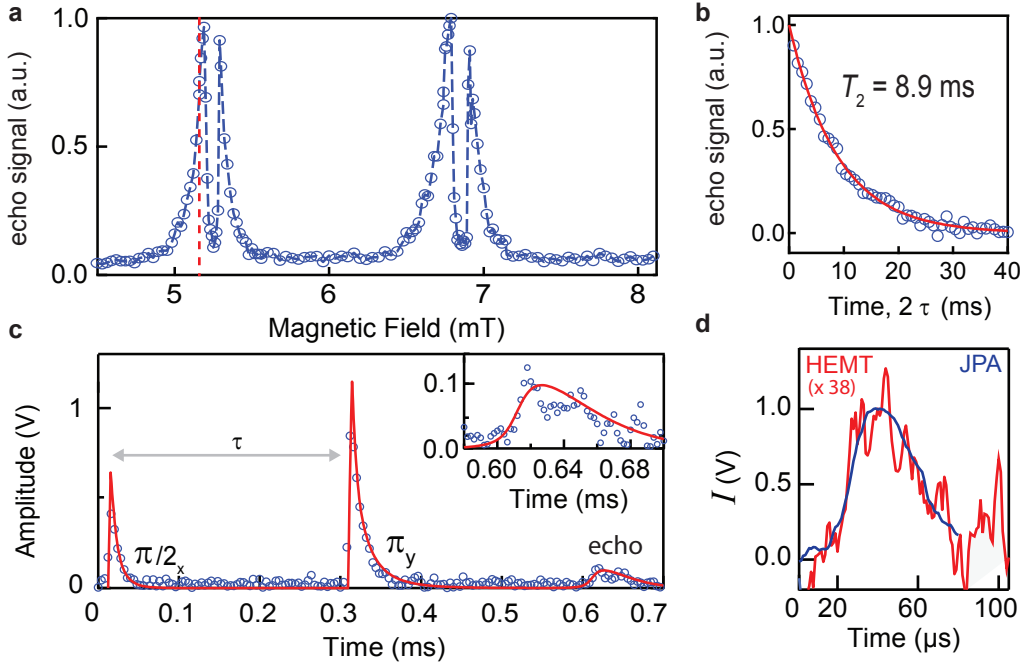 a
echo signal (a.u.)
1.0
0.5
0.0
5
6
7
8
Magnetic Field (mT)
b
echo signal (a.u.)
1.0
0.5
0.0
T2 = 8.9 ms
0
10
20
30
40
Time, 2 τ (ms)
c
Amplitude (V)
1
0
τ
π/2x
πy
echo
0
0.1
0.2
0.3
0.4
0.5
0.6
0.7
Time (ms)
0.1
0.0
0.60
0.64
0.68
Time (ms)
d
HEMT
(x 38)
JPA
I (V)
1.0
0.5
0.0
0
20
60
100
Time (μs)